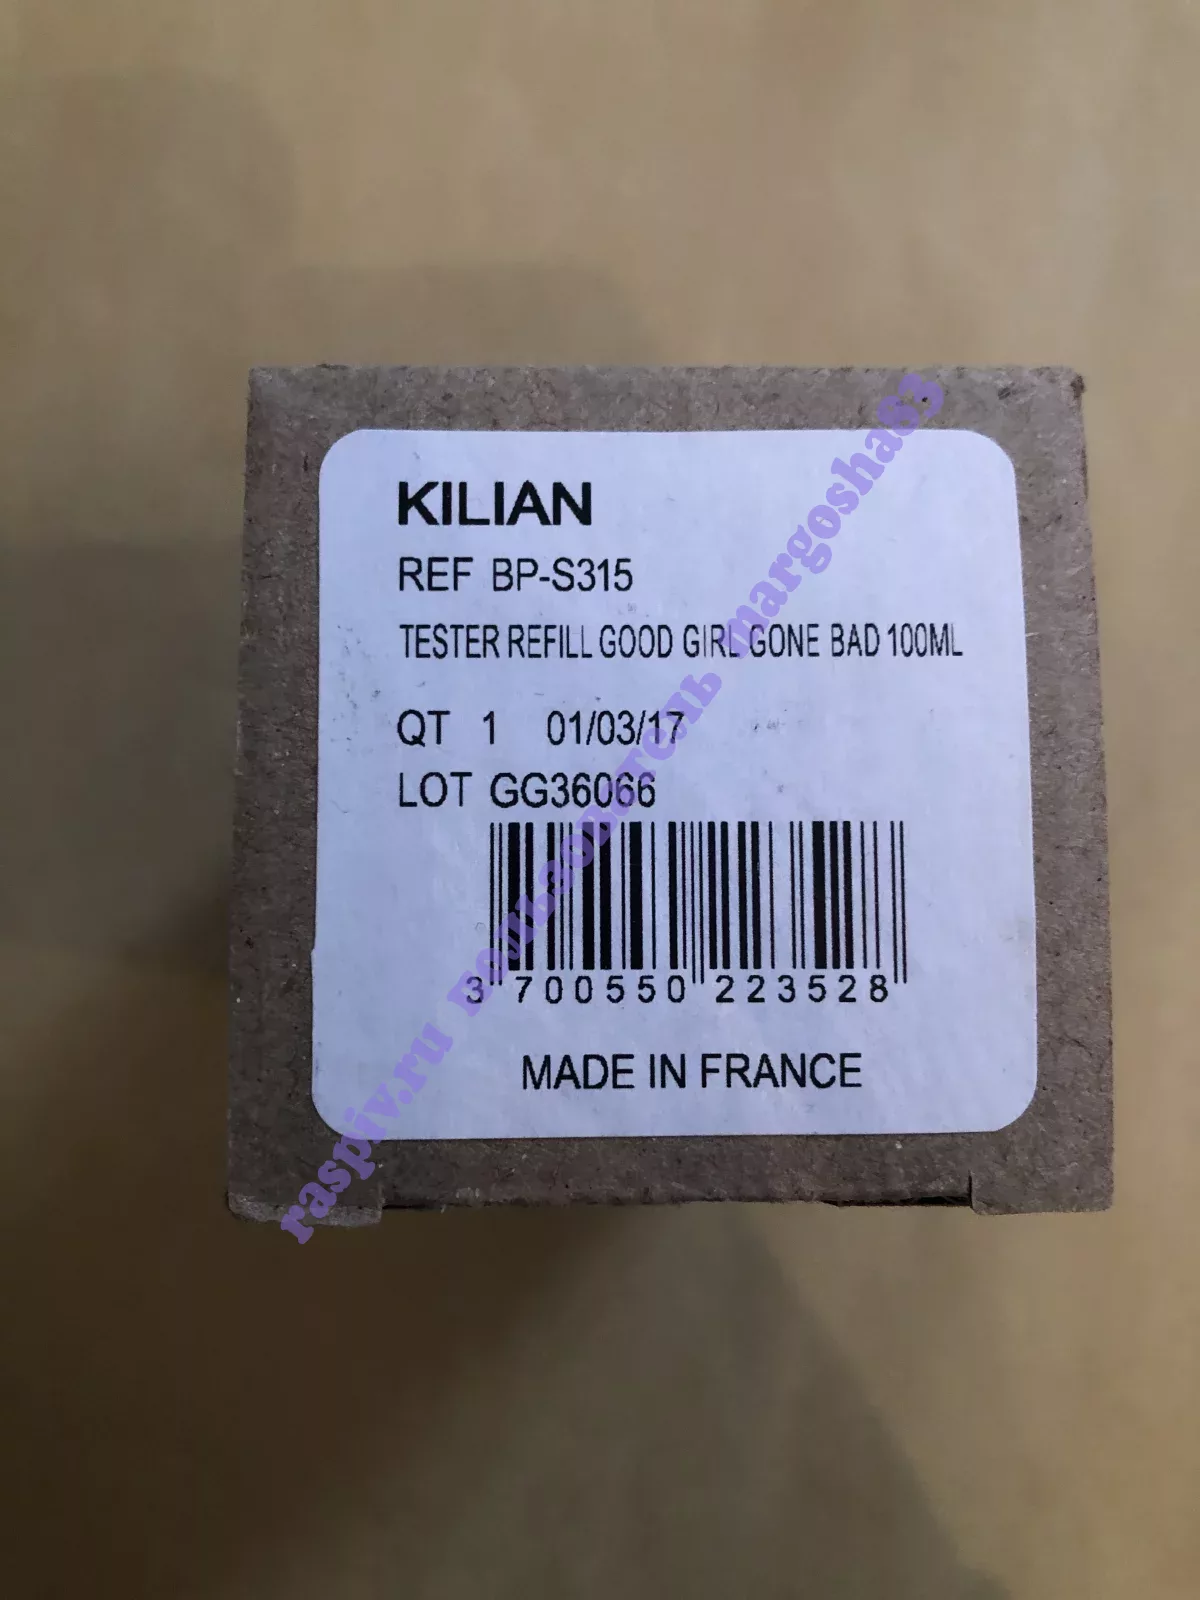 KILIAN
REF BP-S315
TESTER REFILL GOOD GIRL GONE BAD 100ML
QT 1 01/03/17
LOT GG36066
3 700550 223528
MADE IN FRANCE
raspiv.ru пользователь margosha83